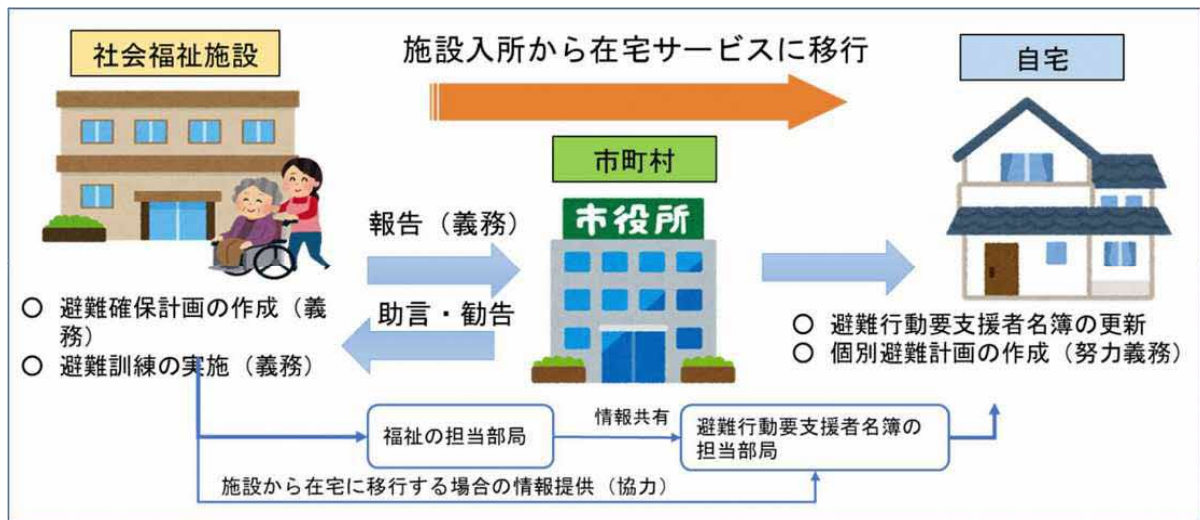 社会福祉施設
施設入所から在宅サービスに移行
自宅
市町村
市役所
報告（義務）
助言・勧告
〇 避難確保計画の作成（義
務）
〇 避難訓練の実施（義務）
〇 避難行動要支援者名簿の更新
〇 個別避難計画の作成（努力義務）
福祉の担当部局
情報共有
避難行動要支援者名簿の
担当部局
施設から在宅に移行する場合の情報提供（協力）